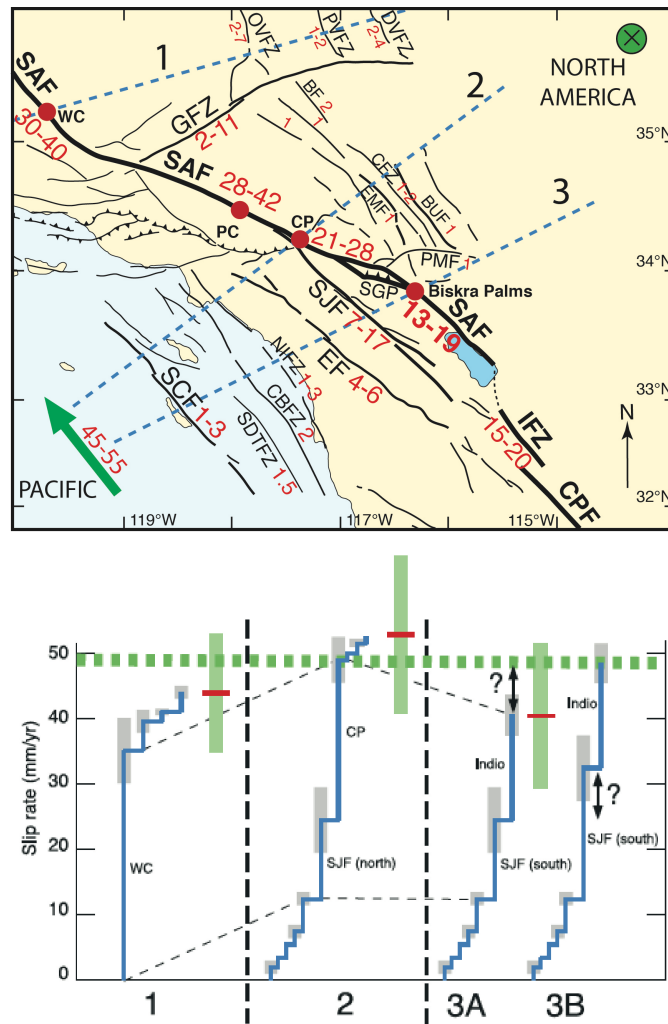 OVFZ
2-7
PVFZ
1-2
DVFZ
2-4
1
2
3
NORTH
AMERICA
SAF
WC
30-40
GFZ
2-11
BF 2
1
1
35°N
SAF
28-42
PC
CP
21-28
EMF 1
CFZ
1-2
BUF 1
PMF 1
34°N
SGP
Biskra Palms
SAF
13-19
SJF 7-17
EF 4-6
NIFZ 1-3
CBFZ 2
SCF 1-3
SDTFZ 1.5
33°N
N
IFZ
15-20
CPF
45-55
PACIFIC
32°N
119°W
117°W
115°W
Slip rate (mm/yr)
50
40
30
20
10
0
WC
CP
SJF (north)
?
Indio
SJF (south)
Indio
?
SJF (south)
1
2
3A
3B